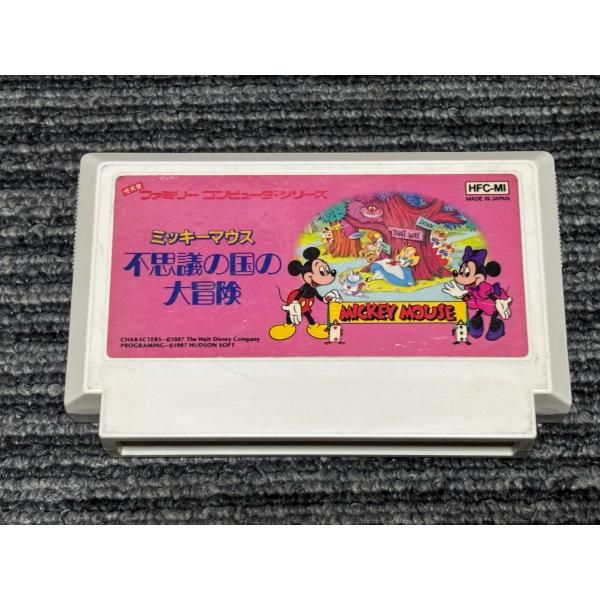 任天堂 ファミリー コンピュータ・シリーズ
HFC-MI
MADE IN JAPAN
ミッキーマウス
不思議の国の
大冒険
DOWN
THAT WAY
MICKEY MOUSE
CHARACTERS—©1987 The Walt Disney Company
PROGRAMING—©1987 HUDSON SOFT